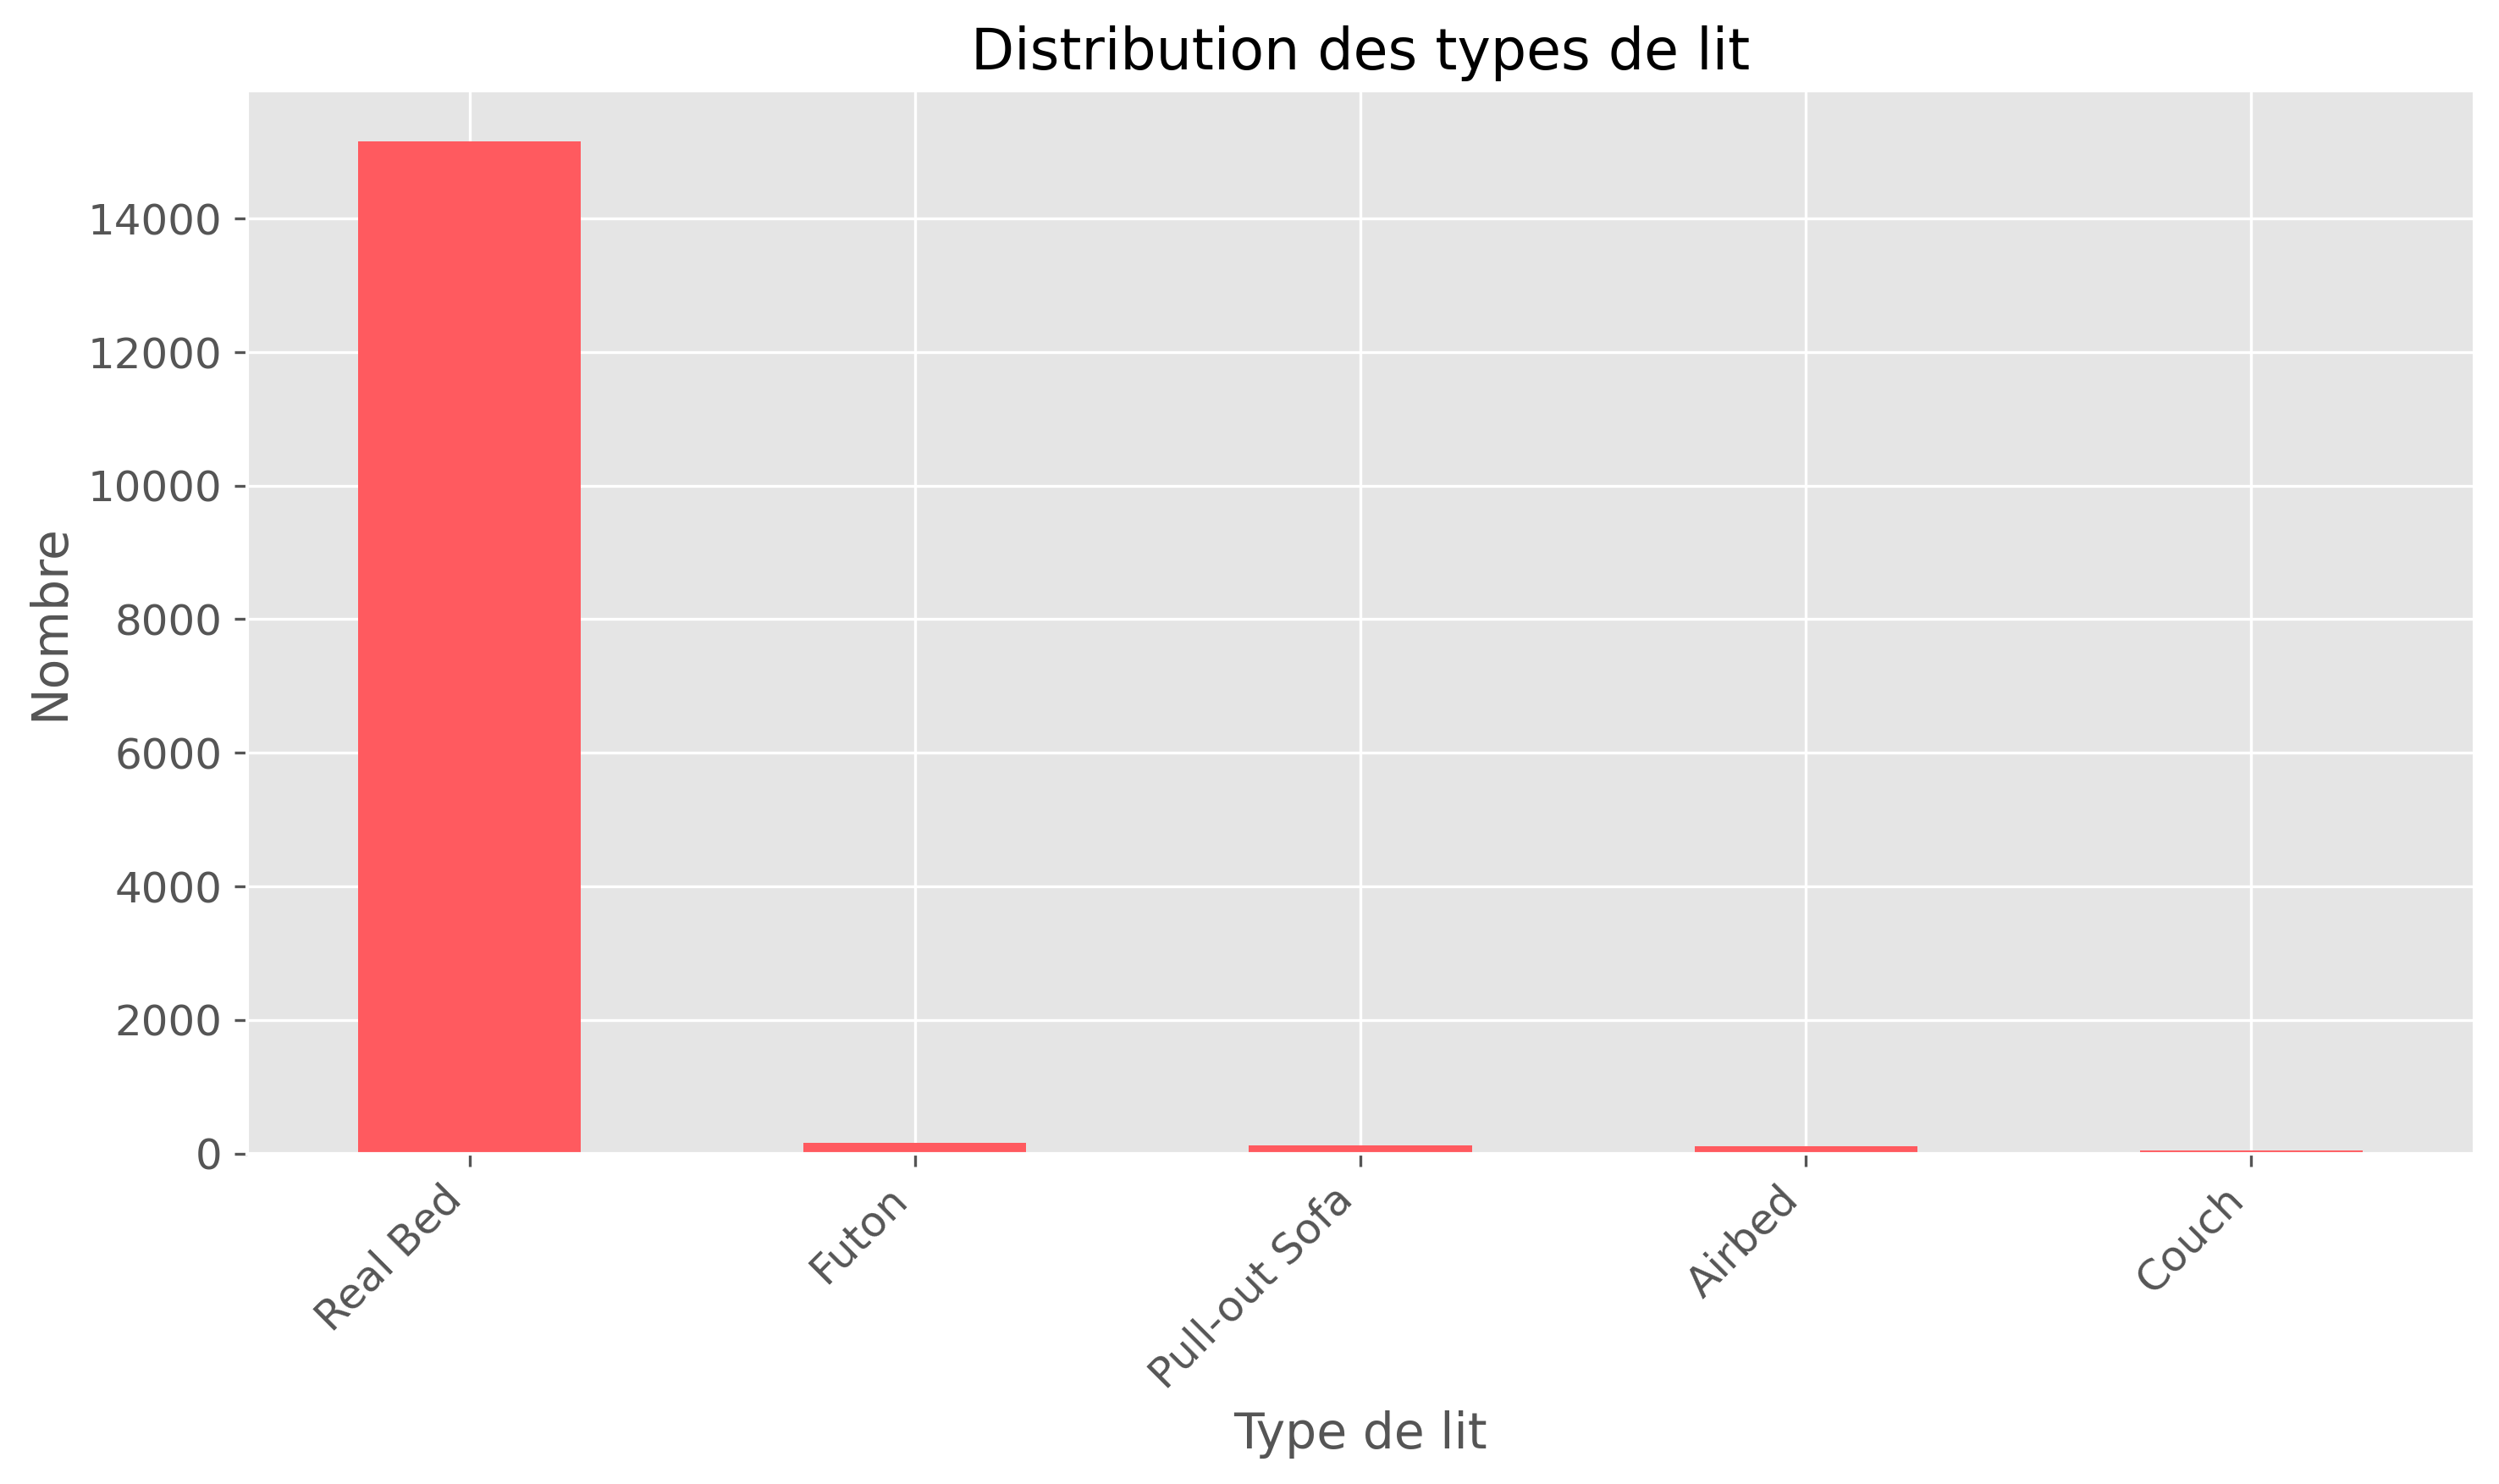 Distribution des types de lit
Nombre
14000
12000
10000
8000
6000
4000
2000
0
Real Bed
Futon
Pull-out Sofa
Airbed
Couch
Type de lit